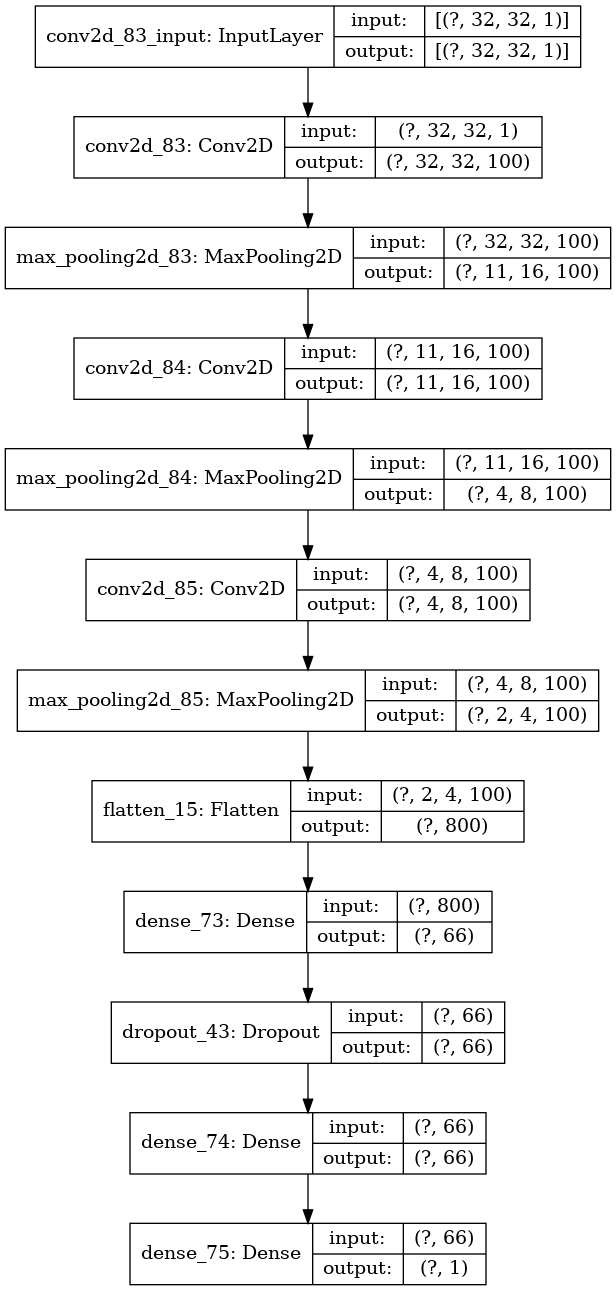 conv2d_83_input: InputLayer input: [(?, 32, 32, 1)]
output: [(?, 32, 32, 1)]
conv2d_83: Conv2D input: (?, 32, 32, 1)
output: (?, 32, 32, 100)
max_pooling2d_83: MaxPooling2D input: (?, 32, 32, 100)
output: (?, 11, 16, 100)
conv2d_84: Conv2D input: (?, 11, 16, 100)
output: (?, 11, 16, 100)
max_pooling2d_84: MaxPooling2D input: (?, 11, 16, 100)
output: (?, 4, 8, 100)
conv2d_85: Conv2D input: (?, 4, 8, 100)
output: (?, 4, 8, 100)
max_pooling2d_85: MaxPooling2D input: (?, 4, 8, 100)
output: (?, 2, 4, 100)
flatten_15: Flatten input: (?, 2, 4, 100)
output: (?, 800)
dense_73: Dense input: (?, 800)
output: (?, 66)
dropout_43: Dropout input: (?, 66)
output: (?, 66)
dense_74: Dense input: (?, 66)
output: (?, 66)
dense_75: Dense input: (?, 66)
output: (?, 1)